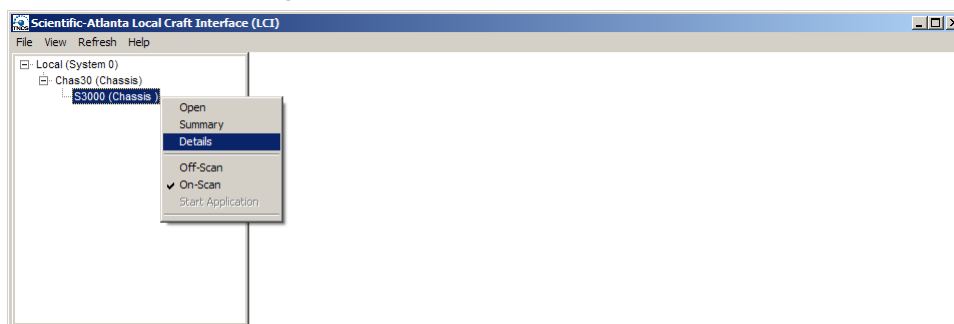 Scientific-Atlanta Local Craft Interface (LCI)
File View Refresh Help
Local (System 0)
Chas30 (Chassis)
S3000 (Chassis )
Open
Summary
Details
Off-Scan
On-Scan
Start Application